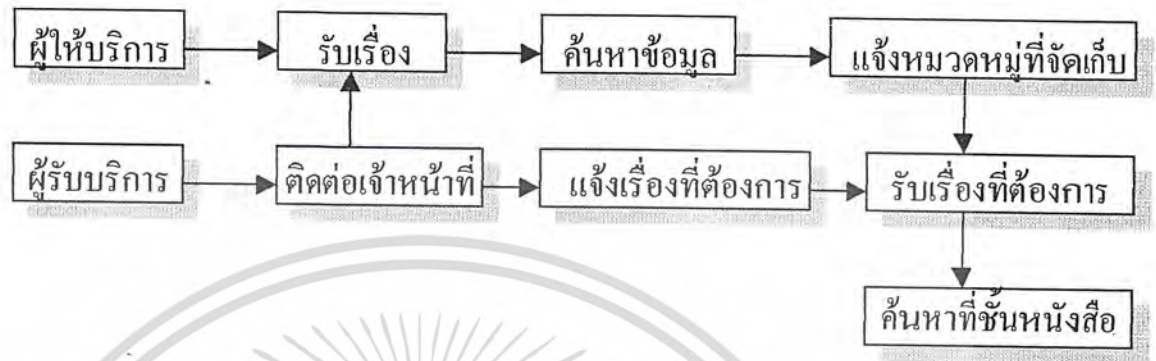 ผู้ให้บริการ
รับเรื่อง
ค้นหาข้อมูล
แจ้งหมวดหมู่ที่จัดเก็บ
ผู้รับบริการ
ติดต่อเจ้าหน้าที่
แจ้งเรื่องที่ต้องการ
รับเรื่องที่ต้องการ
ค้นหาที่ชั้นหนังสือ